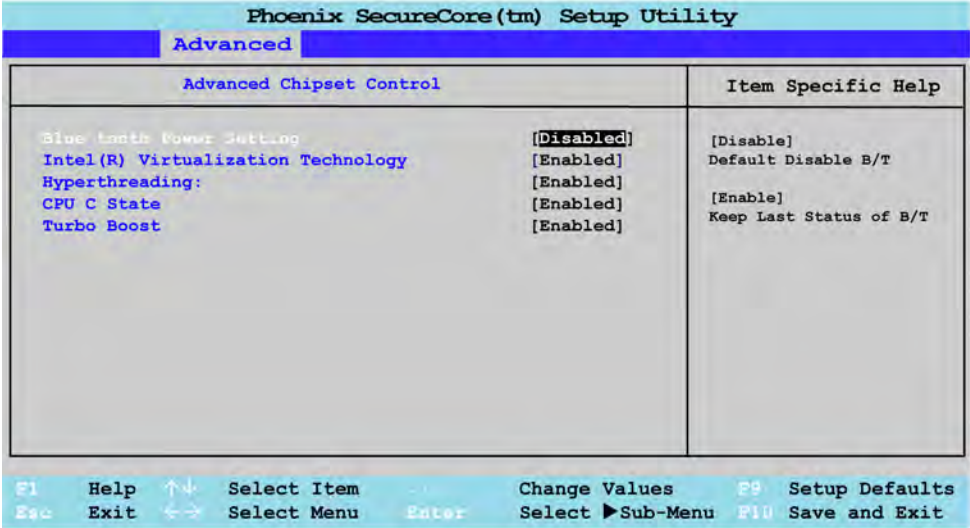 Phoenix SecureCore(tm) Setup Utility
Advanced
Advanced Chipset Control
Item Specific Help
Blue tooth Power Setting [Disabled]
Intel(R) Virtualization Technology [Enabled]
Hyperthreading: [Enabled]
CPU C State [Enabled]
Turbo Boost [Enabled]
[Disable]
Default Disable B/T
[Enable]
Keep Last Status of B/T
F1 Help ↑↓ Select Item Change Values F9 Setup Defaults
Esc Exit ←→ Select Menu Enter Select ▶Sub-Menu F10 Save and Exit